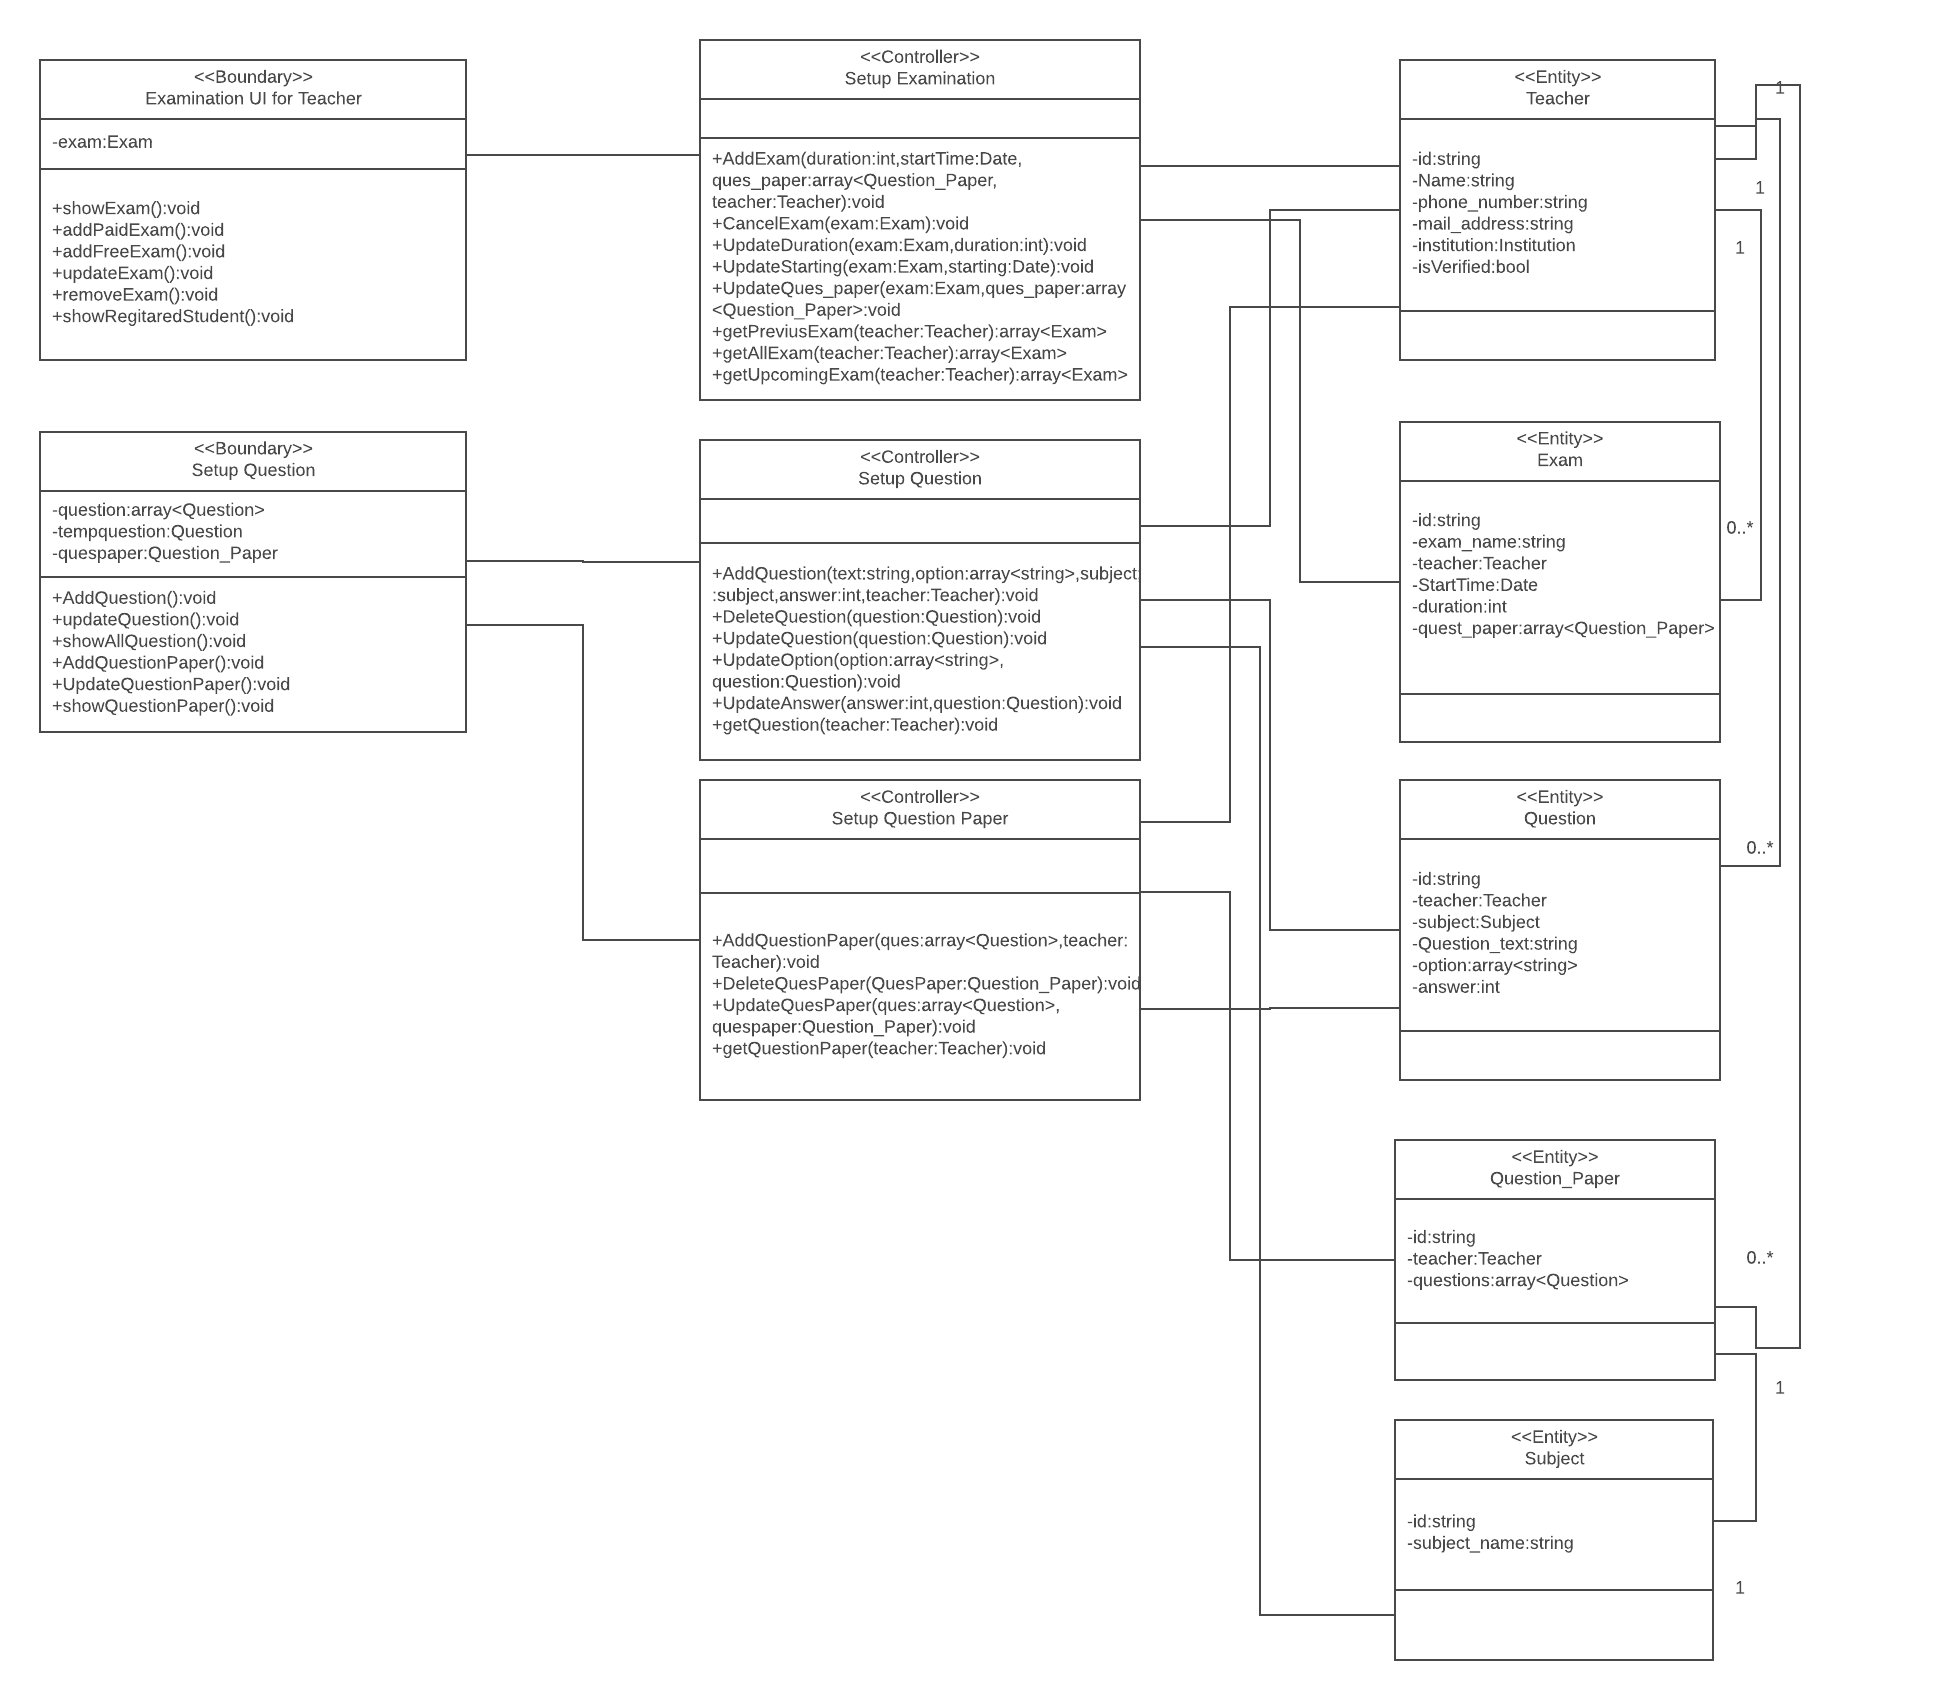 <<Boundary>>
Examination UI for Teacher
-exam:Exam
+showExam():void
+addPaidExam():void
+addFreeExam():void
+updateExam():void
+removeExam():void
+showRegitaredStudent():void
<<Boundary>>
Setup Question
-question:array<Question>
-tempquestion:Question
-quespaper:Question_Paper
+AddQuestion():void
+updateQuestion():void
+showAllQuestion():void
+AddQuestionPaper():void
+UpdateQuestionPaper():void
+showQuestionPaper():void
<<Controller>>
Setup Examination
+AddExam(duration:int,startTime:Date,
ques_paper:array<Question_Paper,
teacher:Teacher):void
+CancelExam(exam:Exam):void
+UpdateDuration(exam:Exam,duration:int):void
+UpdateStarting(exam:Exam,starting:Date):void
+UpdateQues_paper(exam:Exam,ques_paper:array
<Question_Paper>:void
+getPreviusExam(teacher:Teacher):array<Exam>
+getAllExam(teacher:Teacher):array<Exam>
+getUpcomingExam(teacher:Teacher):array<Exam>
<<Controller>>
Setup Question
+AddQuestion(text:string,option:array<string>,subject:
:subject,answer:int,teacher:Teacher):void
+DeleteQuestion(question:Question):void
+UpdateQuestion(question:Question):void
+UpdateOption(option:array<string>,
question:Question):void
+UpdateAnswer(answer:int,question:Question):void
+getQuestion(teacher:Teacher):void
<<Controller>>
Setup Question Paper
+AddQuestionPaper(ques:array<Question>,teacher:
Teacher):void
+DeleteQuesPaper(QuesPaper:Question_Paper):void
+UpdateQuesPaper(ques:array<Question>,
quespaper:Question_Paper):void
+getQuestionPaper(teacher:Teacher):void
<<Entity>>
Teacher
-id:string
-Name:string
-phone_number:string
-mail_address:string
-institution:Institution
-isVerified:bool
1
1
1
<<Entity>>
Exam
-id:string
-exam_name:string
-teacher:Teacher
-StartTime:Date
-duration:int
-quest_paper:array<Question_Paper>
0..*
<<Entity>>
Question
-id:string
-teacher:Teacher
-subject:Subject
-Question_text:string
-option:array<string>
-answer:int
0..*
<<Entity>>
Question_Paper
-id:string
-teacher:Teacher
-questions:array<Question>
0..*
1
<<Entity>>
Subject
-id:string
-subject_name:string
1